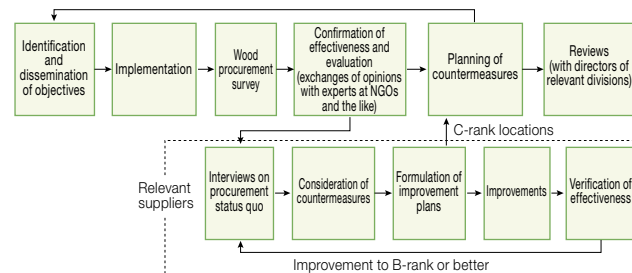 Identification
and
dissemination
of objectives
Implementation
Wood
procurement
survey
Confirmation of
effectiveness and
evaluation
(exchanges of opinions
with experts at NGOs
and the like)
Planning of
countermeasures
Reviews
(with directors of
relevant divisions)
C-rank locations
Relevant
suppliers
Interviews on
procurement
status quo
Consideration of
countermeasures
Formulation of
improvement
plans
Improvements
Verification of
effectiveness
Improvement to B-rank or better